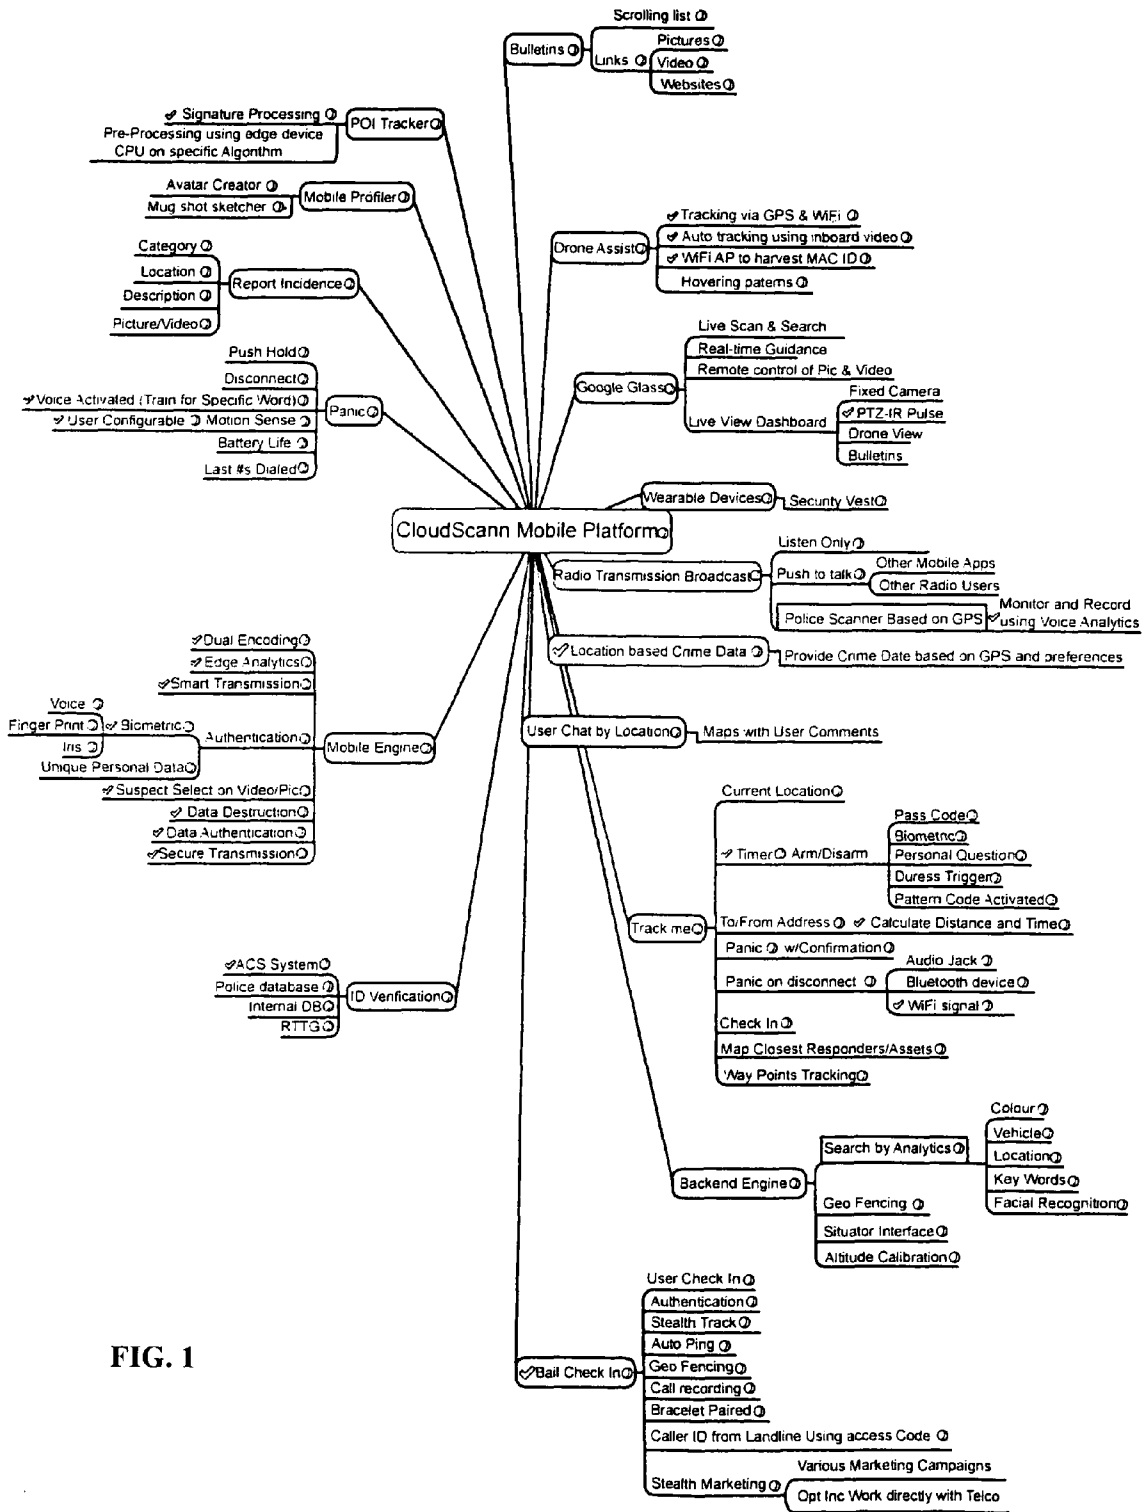 Scrolling list
Bulletins
Links
Pictures
Video
Websites
Signature Processing
POI Tracker
Pre-Processing using edge device
CPU on specific Algorithm
Avatar Creator
Mobile Profiler
Mug shot sketcher
Category
Location
Report Incidence
Description
Picture/Video
Push Hold
Disconnect
Voice Activated (Train for Specific Word)
Panic
User Configurable
Motion Sense
Battery Life
Last #s Dialed
Tracking via GPS & WiFi
Drone Assist
Auto tracking using inboard video
WiFi AP to harvest MAC ID
Hovering paterns
Live Scan & Search
Real-time Guidance
Remote control of Pic & Video
Google Glass
Live View Dashboard
Fixed Camera
PTZ-IR Pulse
Drone View
Bulletins
Wearable Devices
Security Vest
CloudScann Mobile Platform
Listen Only
Radio Transmission Broadcast
Push to talk
Other Mobile Apps
Other Radio Users
Police Scanner Based on GPS
Monitor and Record
using Voice Analytics
Location based Crime Data
Provide Crime Date based on GPS and preferences
User Chat by Location
Maps with User Comments
Dual Encoding
Edge Analytics
Smart Transmission
Voice
Finger Print
Iris
Biometric
Unique Personal Data
Authentication
Mobile Engine
Suspect Select on Video/Pic
Data Destruction
Data Authentication
Secure Transmission
ACS System
Police database
ID Verification
Internal DB
RTTG
Track me
Current Location
Timer
Arm/Disarm
Pass Code
Biometric
Personal Question
Duress Trigger
Pattern Code Activated
To/From Address
Calculate Distance and Time
Panic
w/Confirmation
Panic on disconnect
Audio Jack
Bluetooth device
WiFi signal
Check In
Map Closest Responders/Assets
Way Points Tracking
Backend Engine
Search by Analytics
Colour
Vehicle
Location
Key Words
Facial Recognition
Geo Fencing
Situator Interface
Altitude Calibration
Bail Check In
User Check In
Authentication
Stealth Track
Auto Ping
Geo Fencing
Call recording
Bracelet Paired
Caller ID from Landline Using access Code
Stealth Marketing
Various Marketing Campaigns
Opt Inc Work directly with Telco
FIG. 1